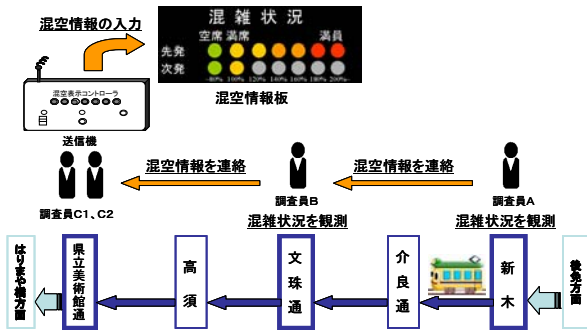 混空情報の入力
混雑状況
空席 満席 満員
先発
次発
~80% 100% 120% 140% 160% 180% 200%~
混空情報板
混空表示コントローラ
送信機
混空情報を連絡
混空情報を連絡
調査員C1、C2
調査員B
調査員A
混雑状況を観測
混雑状況を観測
はりまや橋方面
県立美術館通
高須
文珠通
介良通
新木
後免方面